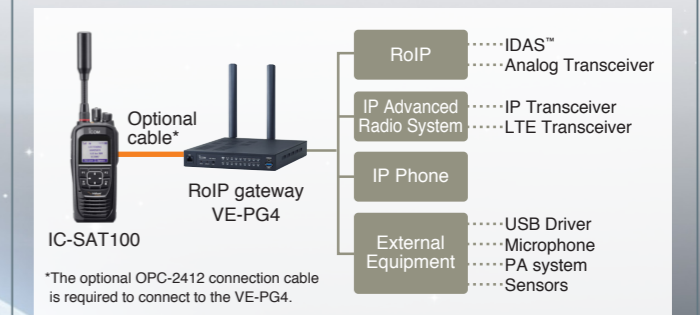 Optional
cable*
IC-SAT100
RoIP gateway
VE-PG4
*The optional OPC-2412 connection cable
is required to connect to the VE-PG4.
RoIP
IDAS™
Analog Transceiver
IP Advanced
Radio System
IP Transceiver
LTE Transceiver
IP Phone
External
Equipment
USB Driver
Microphone
PA system
Sensors